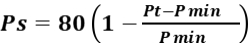 Ps = 80 (1 − (Pt−P min)/(P min))